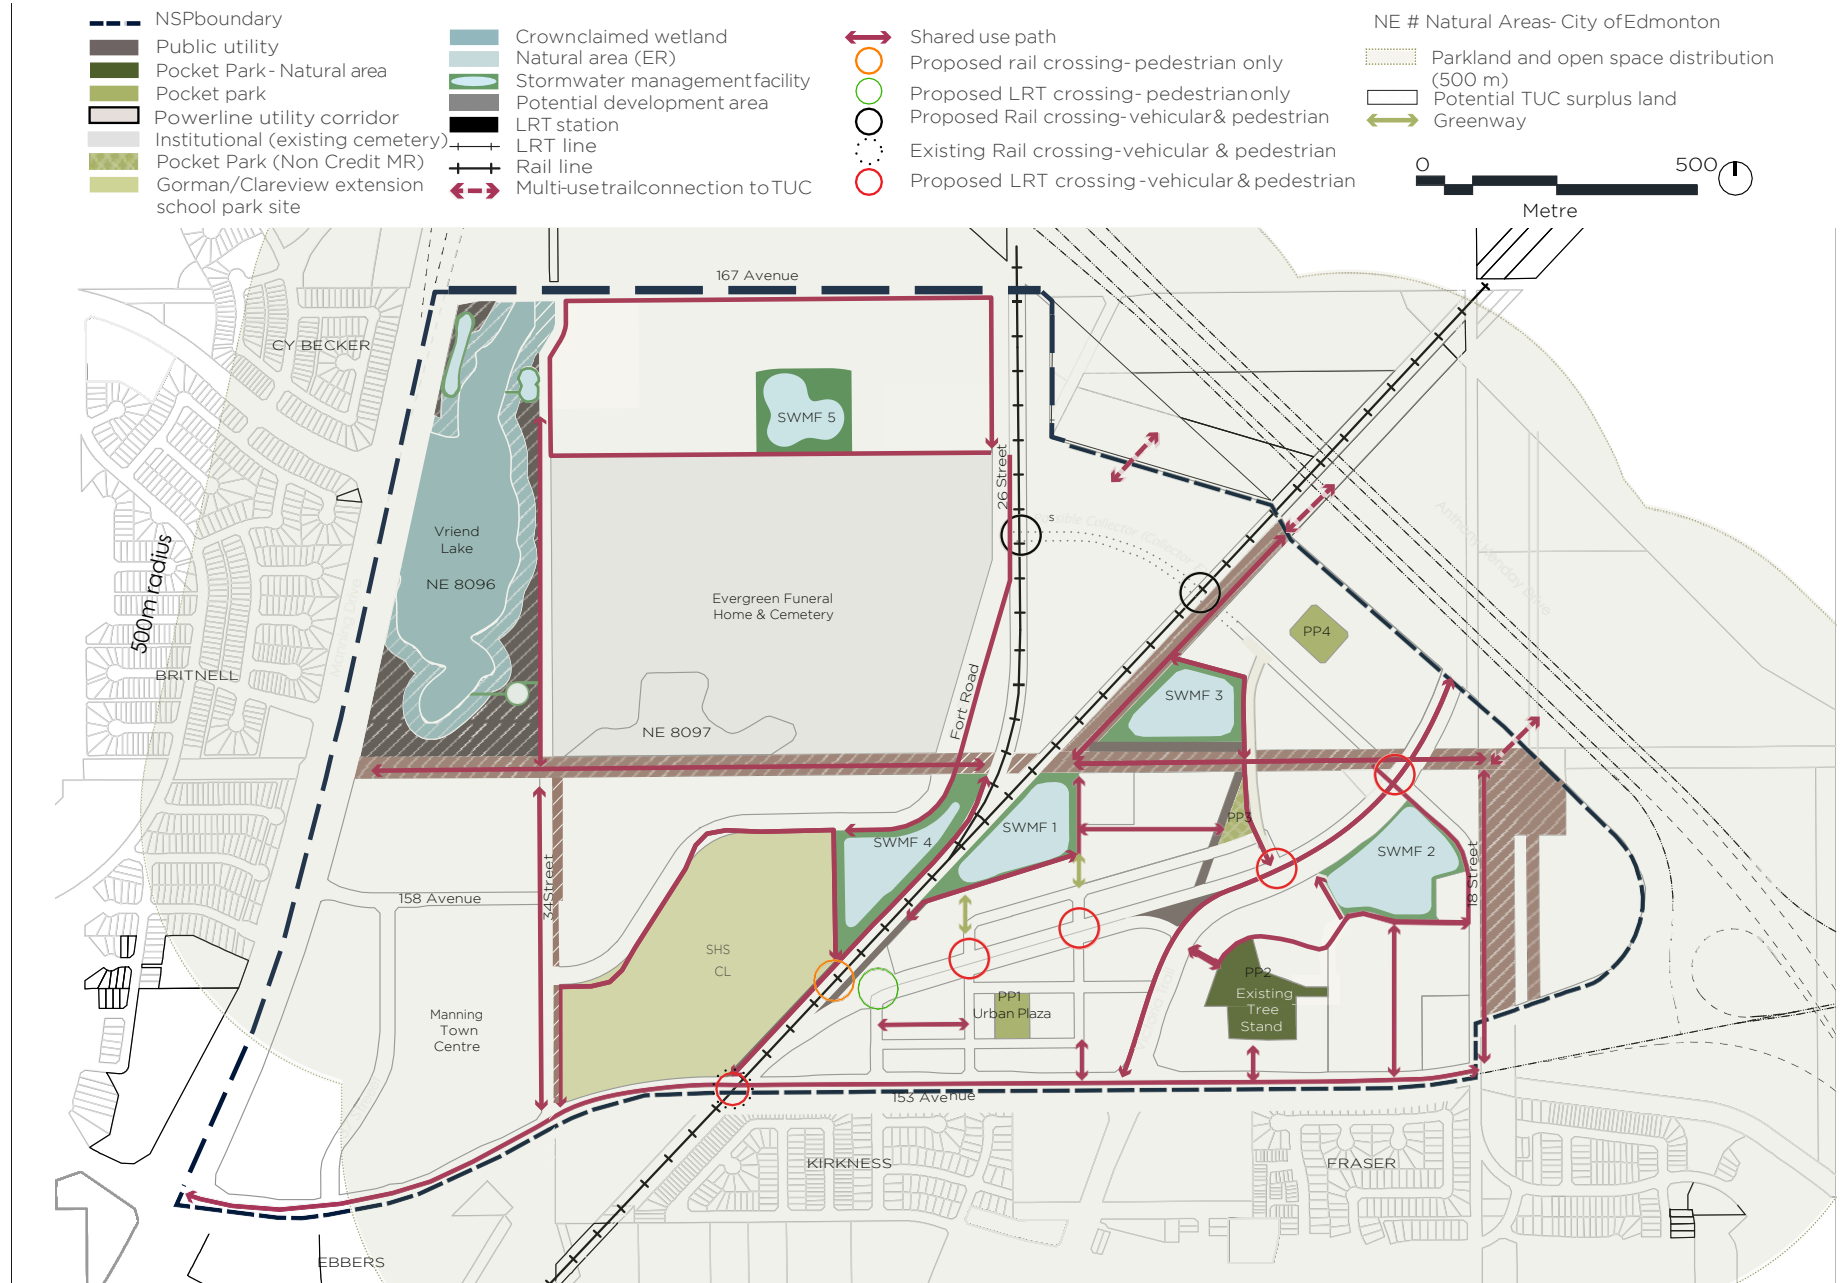 NSPboundary
Public utility
Pocket Park - Natural area
Pocket park
Powerline utility corridor
Institutional (existing cemetery)
Pocket Park (Non Credit MR)
Gorman/Clareview extension
school park site
Crownclaimed wetland
Natural area (ER)
Stormwater management facility
Potential development area
LRT station
LRT line
Rail line
Multi-use trail connection to TUC
Shared use path
Proposed rail crossing- pedestrian only
Proposed LRT crossing- pedestrian only
Proposed Rail crossing-vehicular & pedestrian
Existing Rail crossing-vehicular & pedestrian
Proposed LRT crossing-vehicular & pedestrian
NE # Natural Areas- City of Edmonton
Parkland and open space distribution
(500 m)
Potential TUC surplus land
Greenway
0 500
Metre
167 Avenue
CY BECKER
SWMF 5
26 Street
s
Vriend
Lake
NE 8096
500m radius
Manning Drive
Anthony Henday Drive
Evergreen Funeral
Home & Cemetery
PP4
BRITNELL
SWMF 3
Fort Road
NE 8097
PP3
SWMF 1
SWMF 4
SWMF 2
34 Street
18 Street
158 Avenue
SHS
CL
PP2
Existing
Tree
Stand
PP1
Urban Plaza
Manning
Town
Centre
153 Avenue
KIRKNESS
FRASER
EBBERS